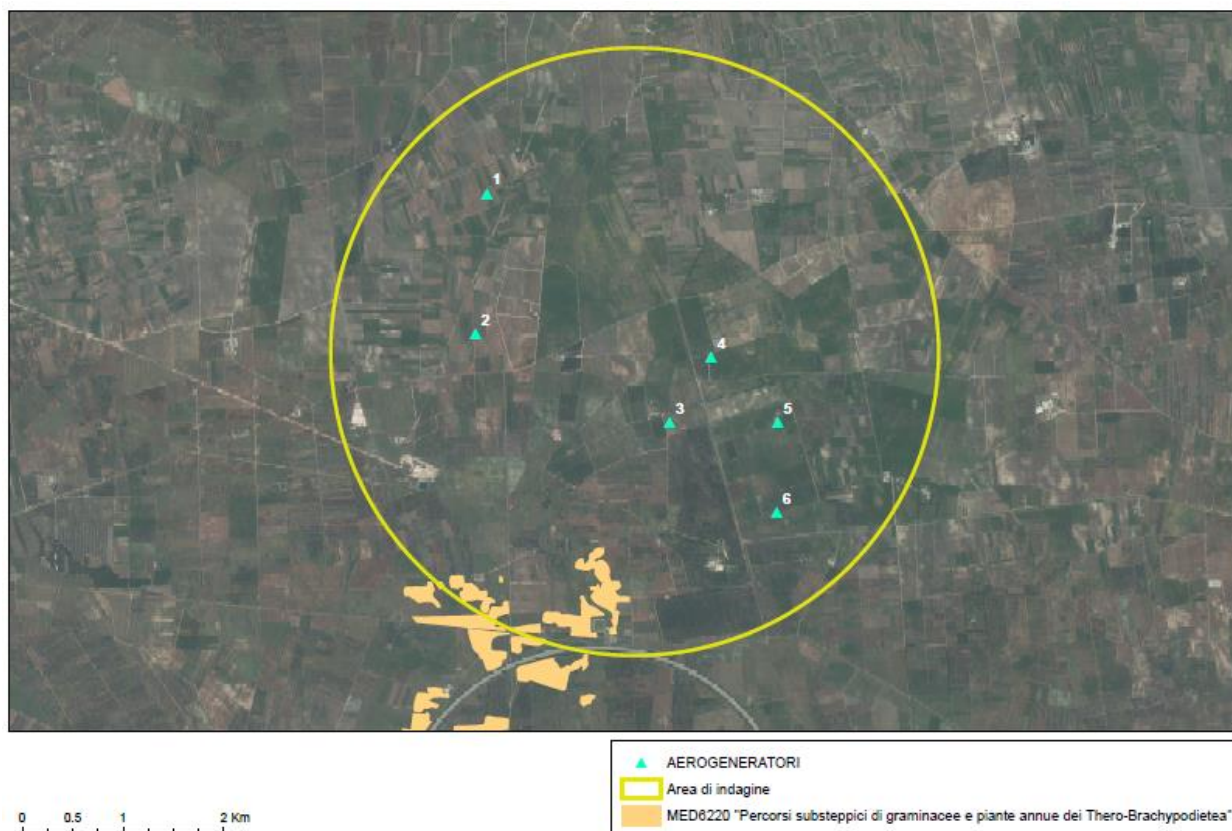 1
2
4
3
5
6
AEROGENERATORI
Area di indagine
MED6220 "Percorsi substeppici di graminacee e piante annue dei Thero-Brachypodietea"
0 0.5 1 2 Km